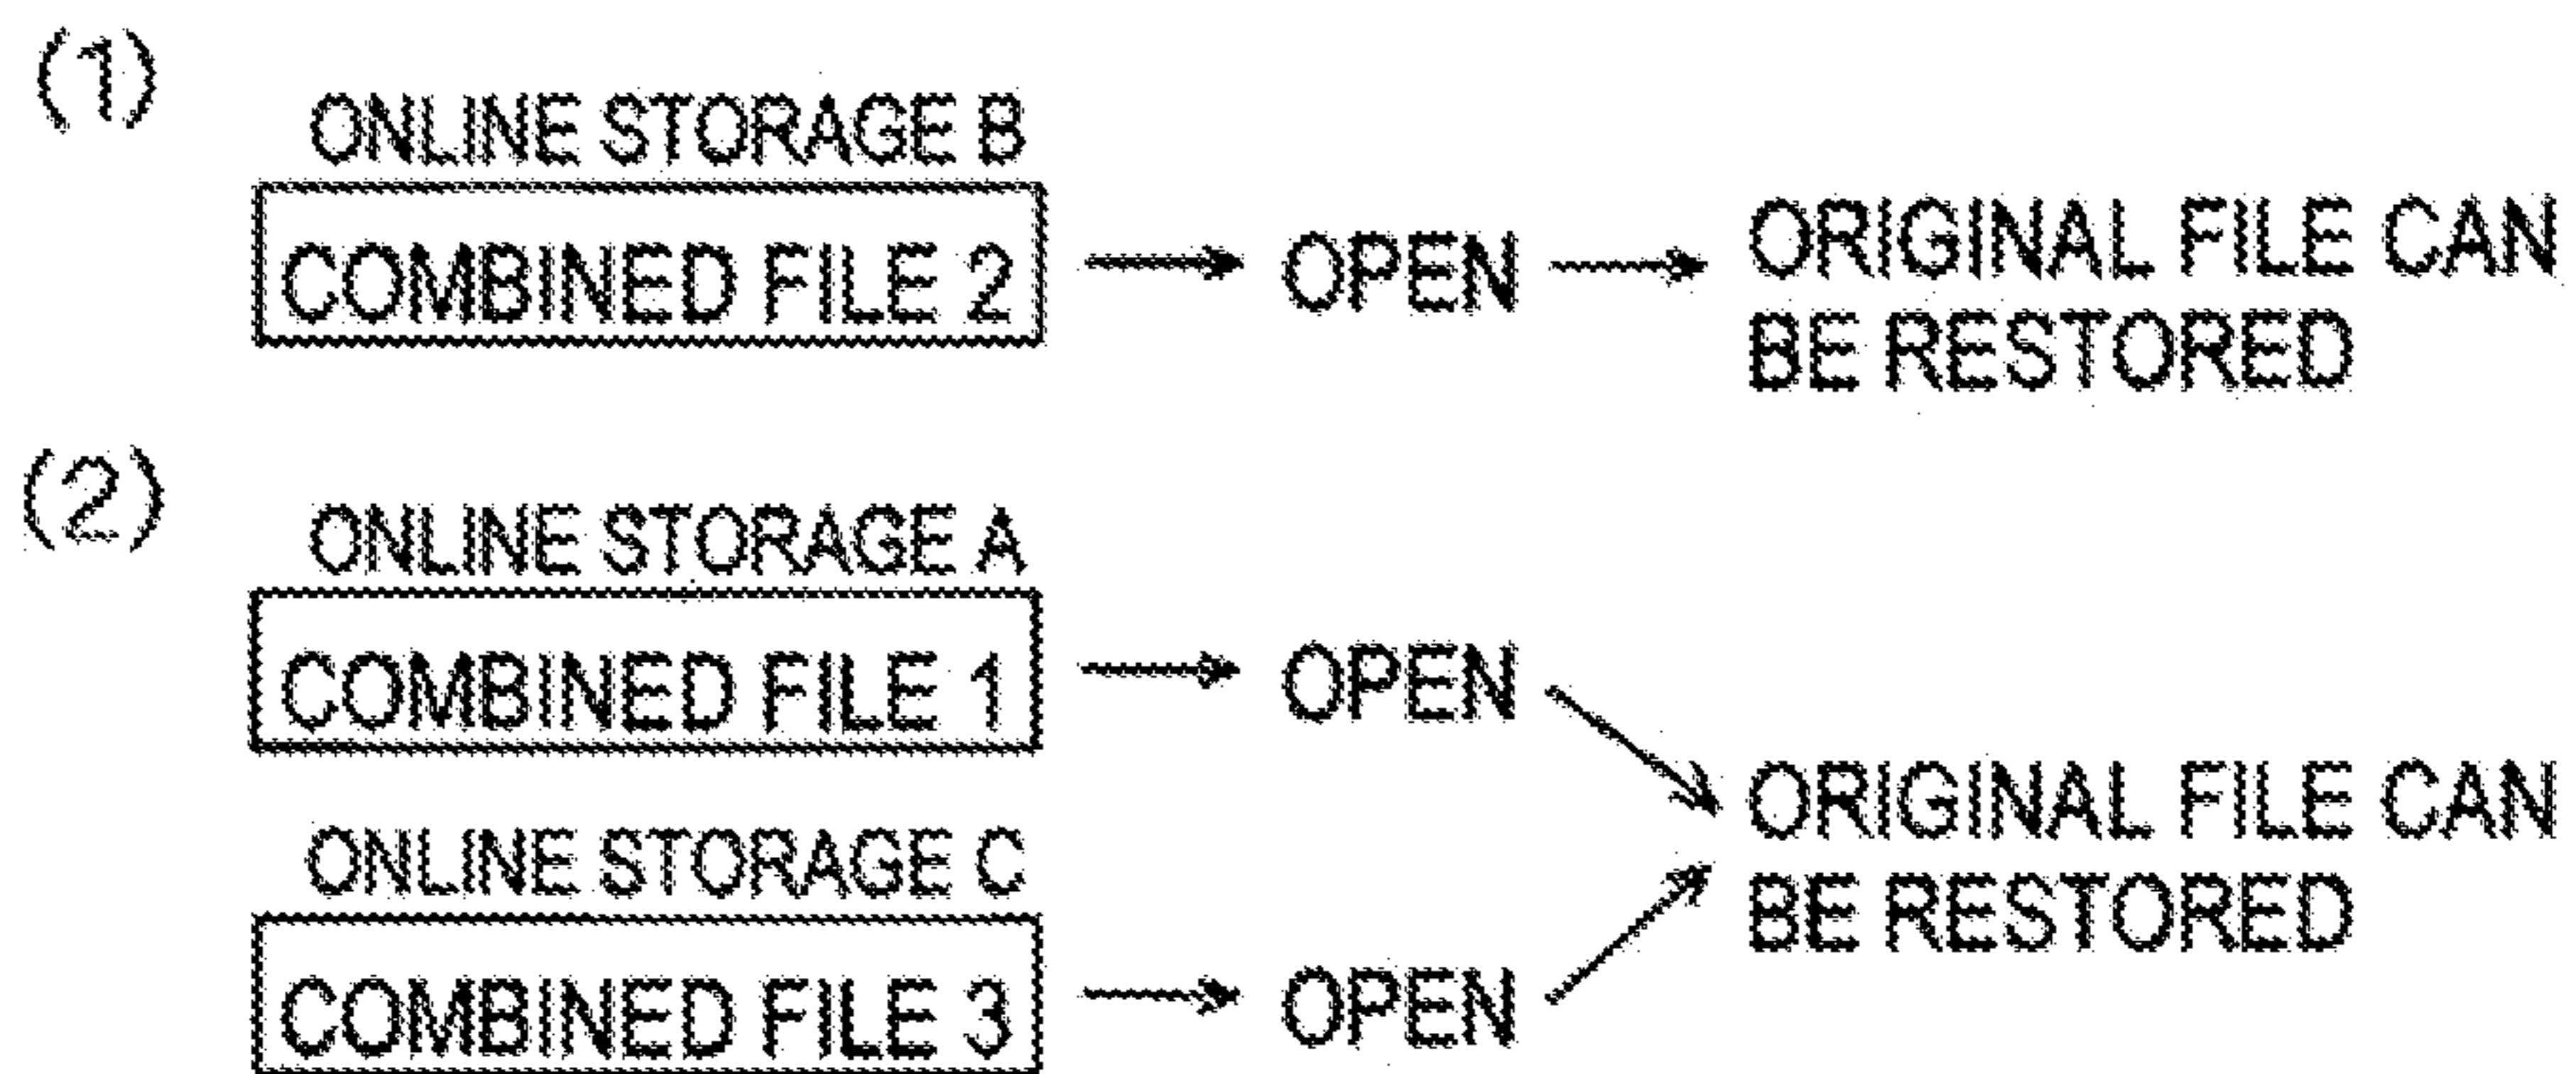 (1)
ONLINE STORAGE B
COMBINED FILE 2 → OPEN → ORIGINAL FILE CAN
BE RESTORED
(2)
ONLINE STORAGE A
COMBINED FILE 1 → OPEN
ORIGINAL FILE CAN
BE RESTORED
ONLINE STORAGE C
COMBINED FILE 3 → OPEN